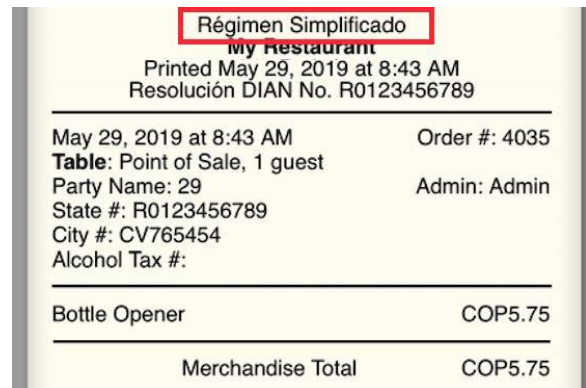 Régimen Simplificado
My Restaurant
Printed May 29, 2019 at 8:43 AM
Resolución DIAN No. R0123456789
May 29, 2019 at 8:43 AM Order #: 4035
Table: Point of Sale, 1 guest
Party Name: 29 Admin: Admin
State #: R0123456789
City #: CV765454
Alcohol Tax #:
Bottle Opener COP5.75
Merchandise Total COP5.75